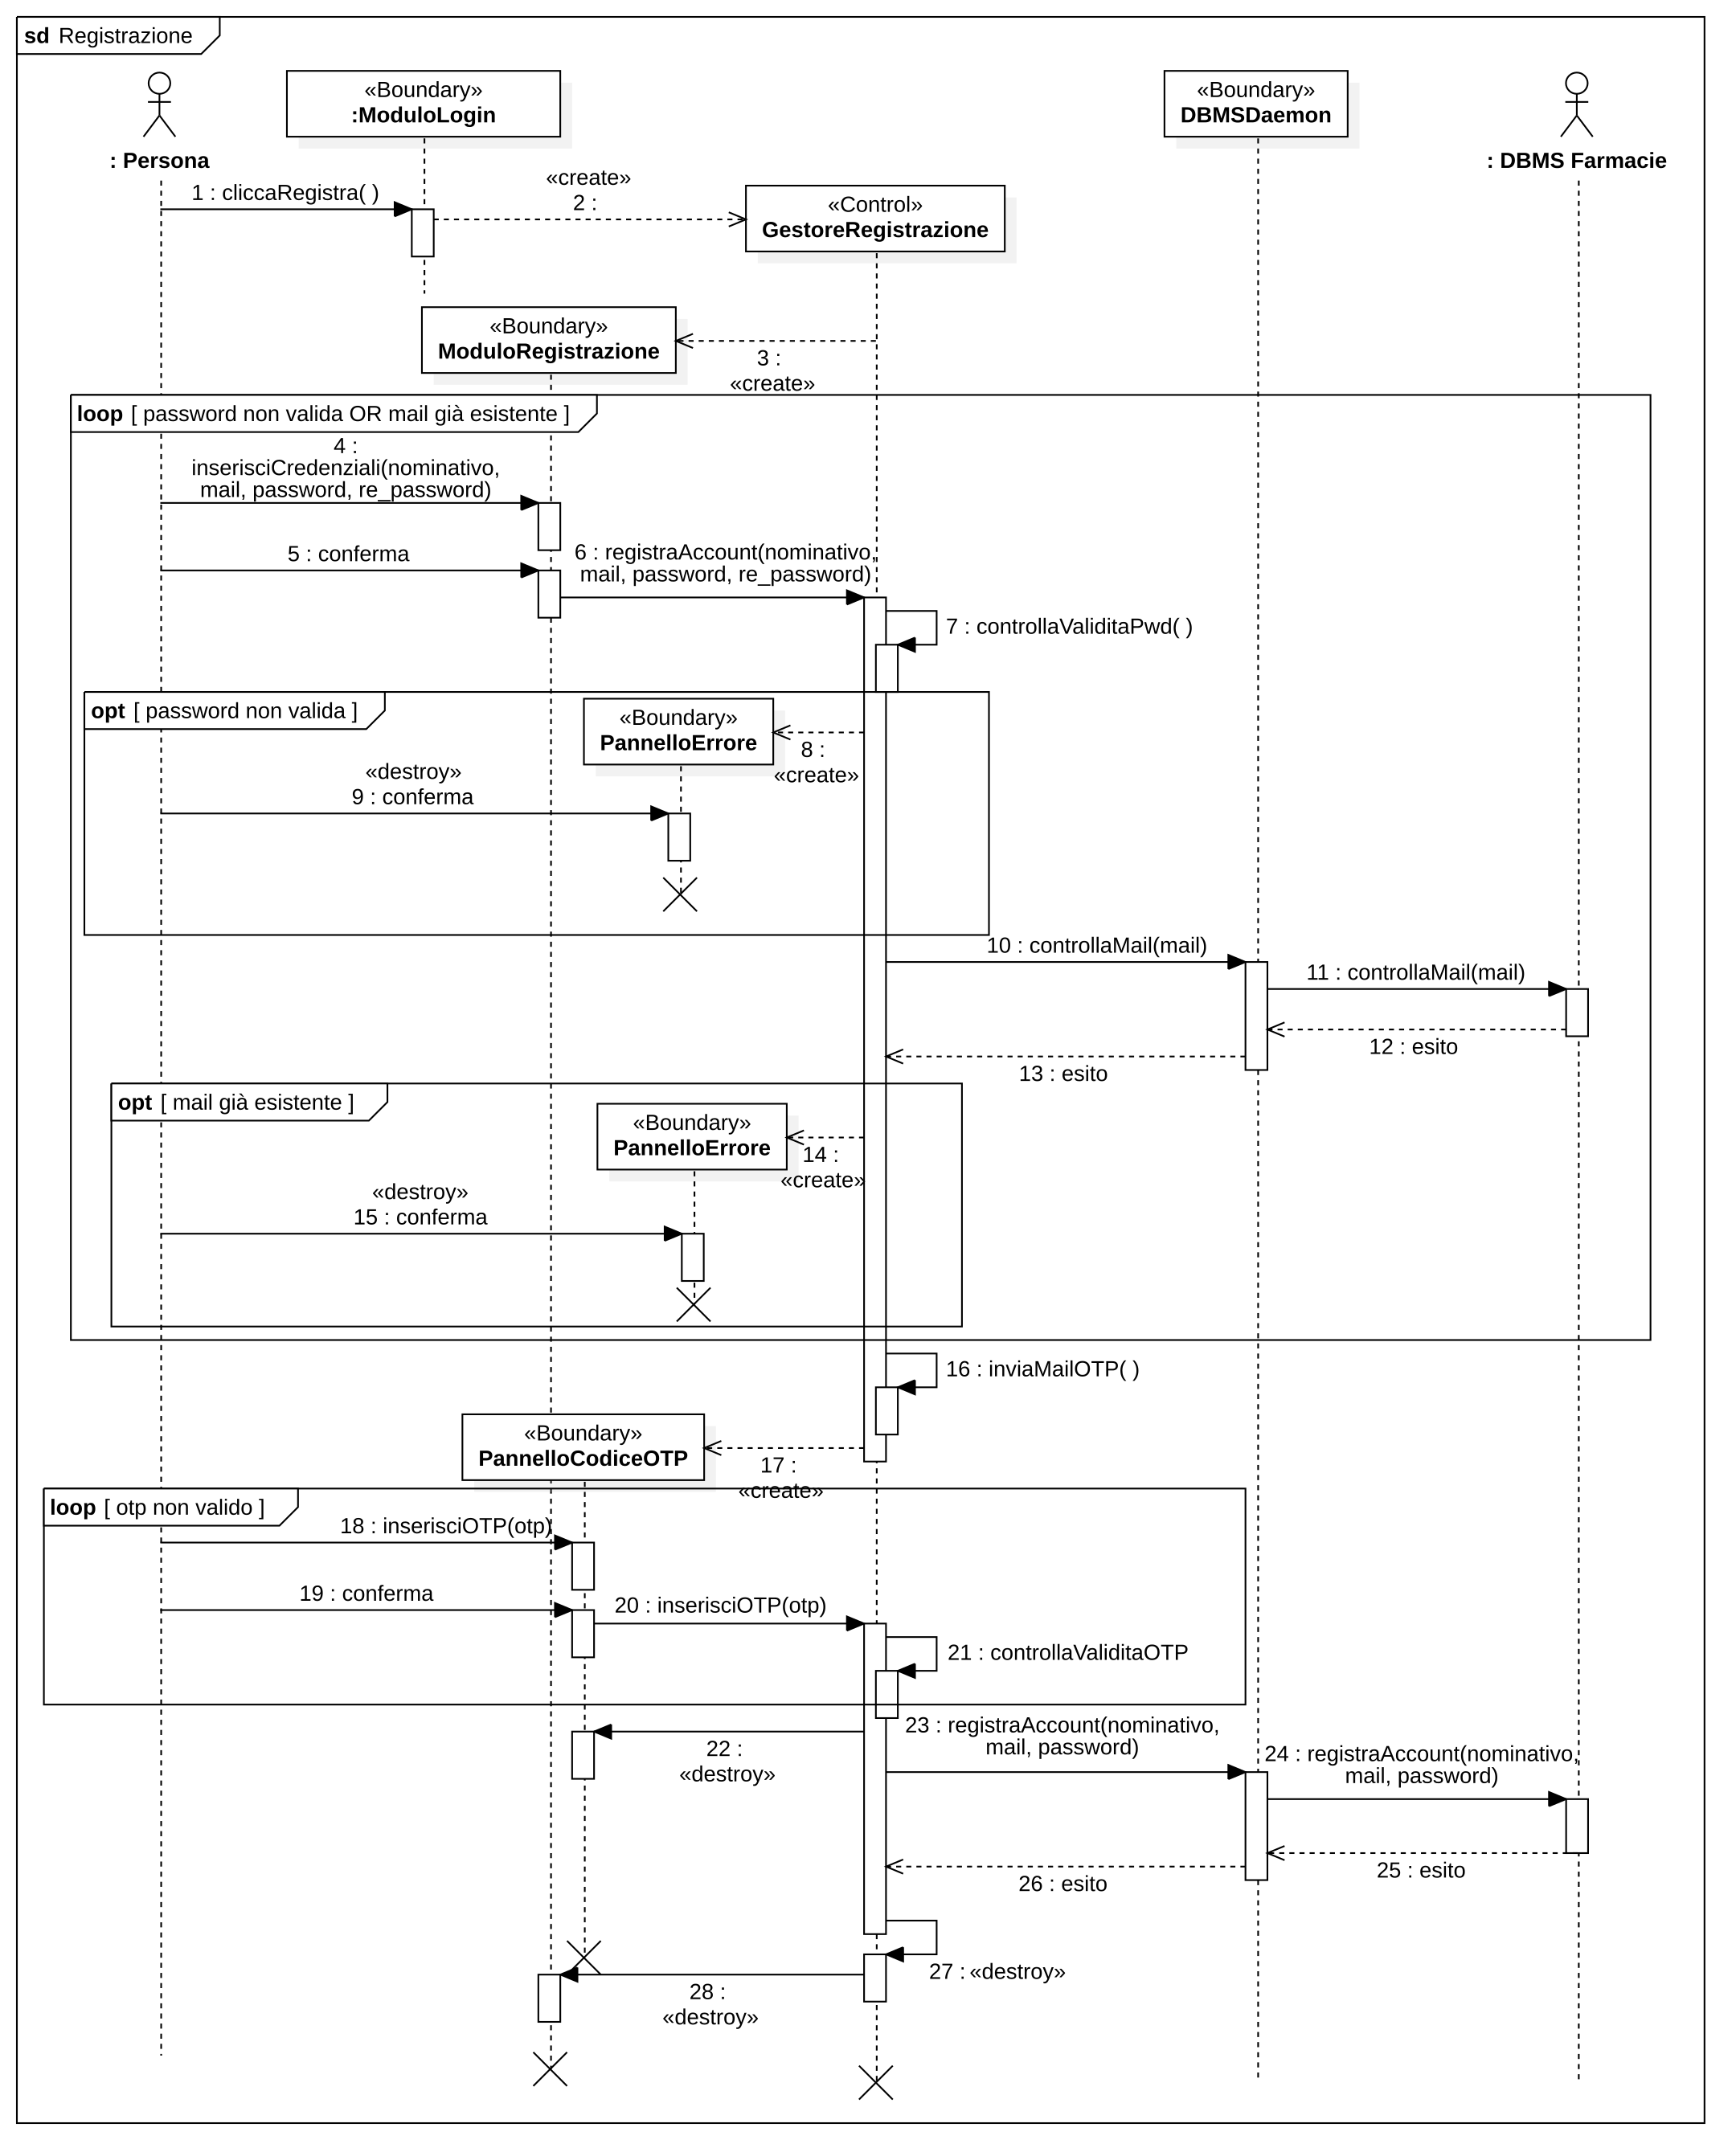 sd Registrazione
«Boundary»
:ModuloLogin
«Boundary»
DBMSDaemon
: Persona
: DBMS Farmacie
1 : cliccaRegistra( )
«create»
2 :
«Control»
GestoreRegistrazione
«Boundary»
ModuloRegistrazione
3 :
«create»
loop [ password non valida OR mail già esistente ]
4 :
inserisciCredenziali(nominativo,
mail, password, re_password)
5 : conferma
6 : registraAccount(nominativo,
mail, password, re_password)
7 : controllaValiditaPwd( )
opt [ password non valida ]
«Boundary»
PannelloErrore
8 :
«create»
«destroy»
9 : conferma
10 : controllaMail(mail)
11 : controllaMail(mail)
12 : esito
13 : esito
opt [ mail già esistente ]
«Boundary»
PannelloErrore
14 :
«create»
«destroy»
15 : conferma
16 : inviaMailOTP( )
«Boundary»
PannelloCodiceOTP
17 :
«create»
loop [ otp non valido ]
18 : inserisciOTP(otp)
19 : conferma
20 : inserisciOTP(otp)
21 : controllaValiditaOTP
22 :
«destroy»
23 : registraAccount(nominativo,
mail, password)
24 : registraAccount(nominativo,
mail, password)
25 : esito
26 : esito
27 : «destroy»
28 :
«destroy»